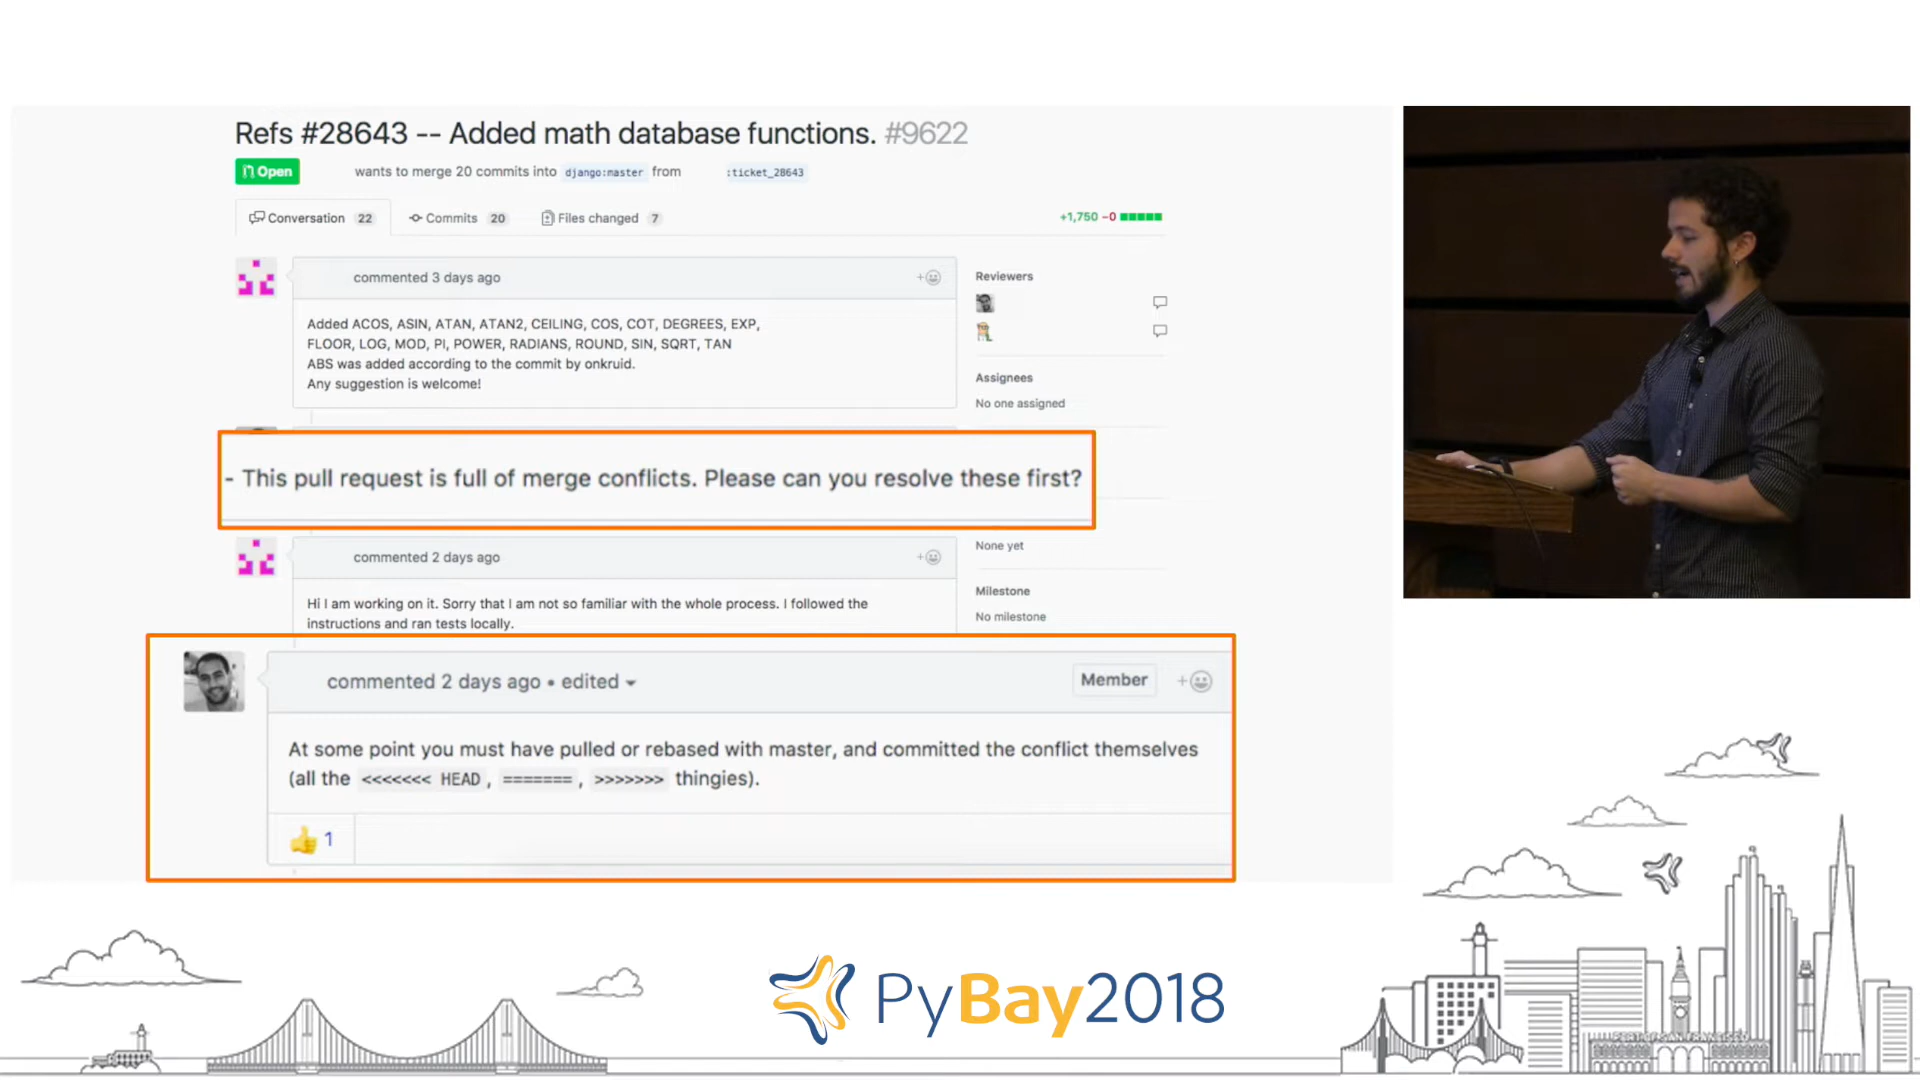 Refs #28643 -- Added math database functions. #9622
Open
wants to merge 20 commits into django:master from :ticket_28643
Conversation 22
Commits 20
Files changed 7
+1,750 −0
commented 3 days ago
Added ACOS, ASIN, ATAN, ATAN2, CEILING, COS, COT, DEGREES, EXP,
FLOOR, LOG, MOD, PI, POWER, RADIANS, ROUND, SIN, SQRT, TAN
ABS was added according to the commit by onkruid.
Any suggestion is welcome!
Reviewers
Assignees
No one assigned
- This pull request is full of merge conflicts. Please can you resolve these first?
commented 2 days ago
Hi I am working on it. Sorry that I am not so familiar with the whole process. I followed the
instructions and ran tests locally.
None yet
Milestone
No milestone
commented 2 days ago • edited
Member
At some point you must have pulled or rebased with master, and committed the conflict themselves
(all the <<<<<<< HEAD, =======, >>>>>>> thingies).
1
PyBay2018
PORT OF SAN FRANCISCO